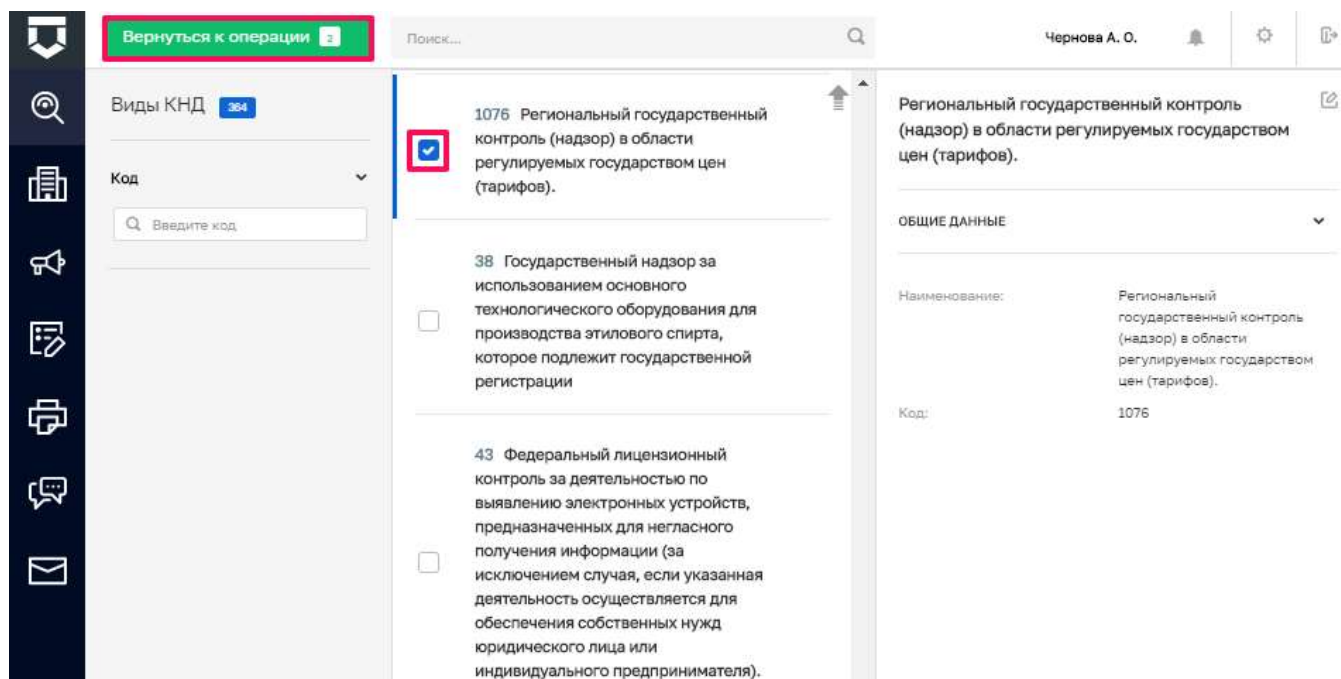 Вернуться к операции 2
Поиск...
Чернова А. О.
Виды КНД 364
Код
Введите код
1076 Региональный государственный
контроль (надзор) в области
регулируемых государством цен
(тарифов).
38 Государственный надзор за
использованием основного
технологического оборудования для
производства этилового спирта,
которое подлежит государственной
регистрации
43 Федеральный лицензионный
контроль за деятельностью по
выявлению электронных устройств,
предназначенных для негласного
получения информации (за
исключением случая, если указанная
деятельность осуществляется для
обеспечения собственных нужд
юридического лица или
индивидуального предпринимателя).
Региональный государственный контроль
(надзор) в области регулируемых государством
цен (тарифов).
ОБЩИЕ ДАННЫЕ
Наименование:
Региональный
государственный контроль
(надзор) в области
регулируемых государством
цен (тарифов).
Код:
1076